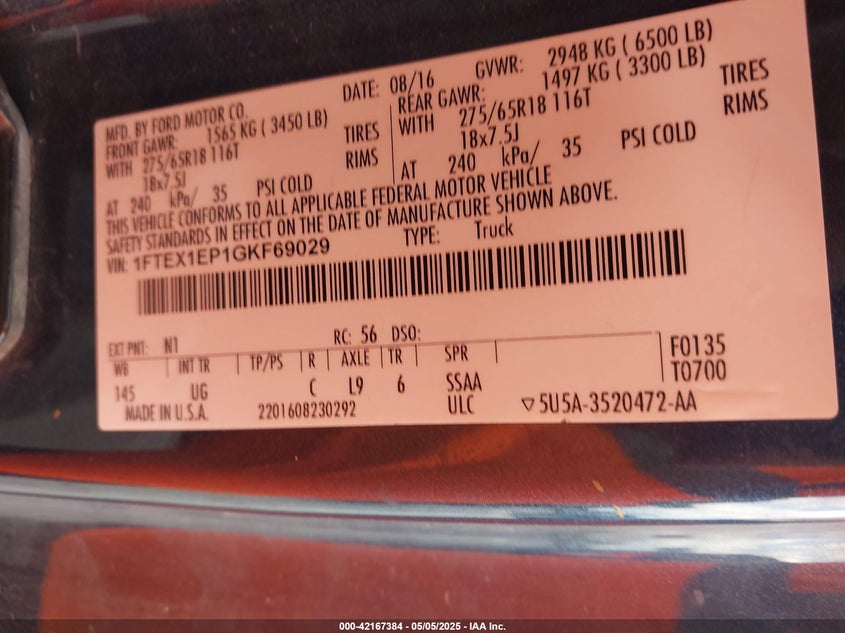 MFD. BY FORD MOTOR CO.
DATE: 08/16 GVWR: 2948 KG ( 6500 LB)
FRONT GAWR: 1565 KG ( 3450 LB) REAR GAWR: 1497 KG ( 3300 LB)
WITH 275/65R18 116T TIRES WITH 275/65R18 116T TIRES
18x7.5J RIMS 18x7.5J RIMS
AT 240 kPa/ 35 PSI COLD AT 240 kPa/ 35 PSI COLD
THIS VEHICLE CONFORMS TO ALL APPLICABLE FEDERAL MOTOR VEHICLE
SAFETY STANDARDS IN EFFECT ON THE DATE OF MANUFACTURE SHOWN ABOVE.
VIN: 1FTEX1EP1GKF69029 TYPE: Truck
EXT PNT: N1 RC: 56 DSO: F0135
WB INT TR TP/PS R AXLE TR SPR T0700
145 UG C L9 6 SSAA
MADE IN U.S.A. 2201608230292 ULC ▽5U5A-3520472-AA
000-42167384 - 05/05/2025 - IAA Inc.